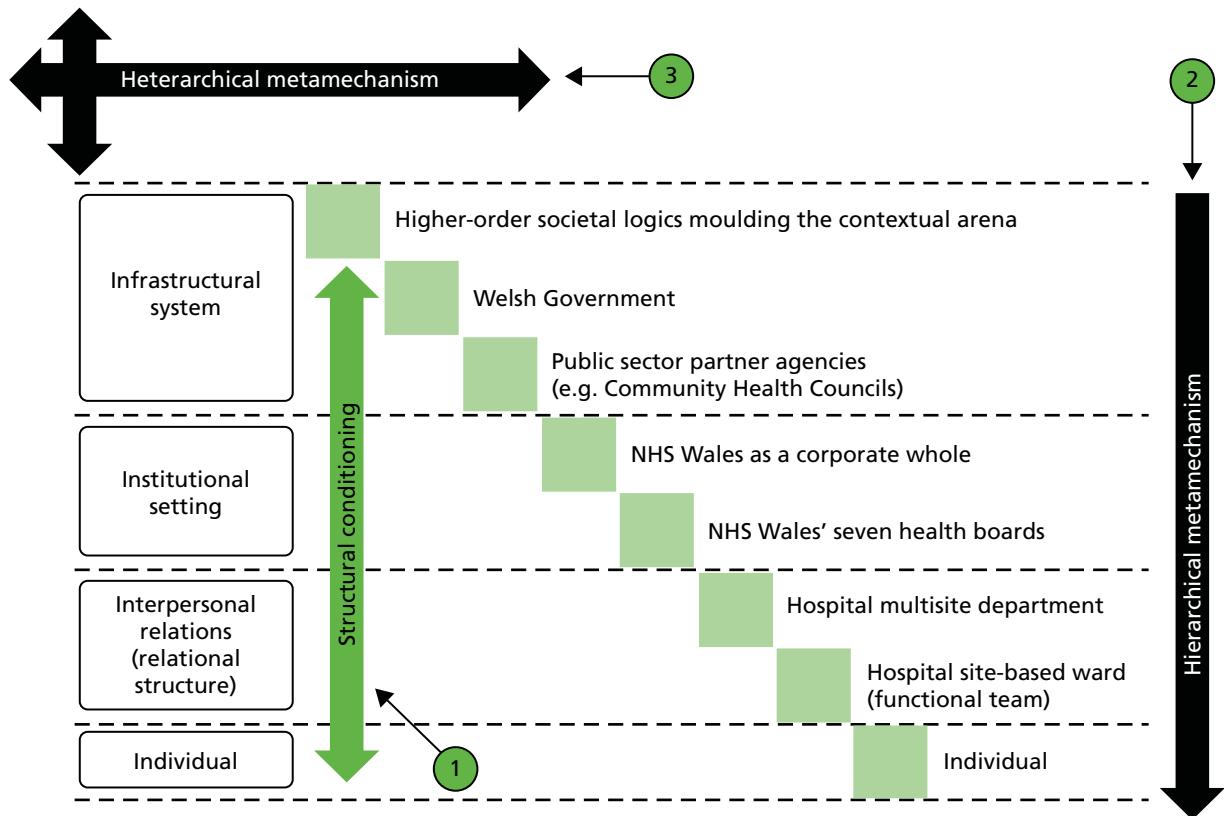 Heterarchical metamechanism
3
2
Infrastructural
system
Higher-order societal logics moulding the contextual arena
Welsh Government
Public sector partner agencies
(e.g. Community Health Councils)
Institutional
setting
NHS Wales as a corporate whole
NHS Wales’ seven health boards
Interpersonal
relations
(relational
structure)
Hospital multisite department
Hospital site-based ward
(functional team)
Individual
Individual
Structural conditioning
1
Hierarchical metamechanism